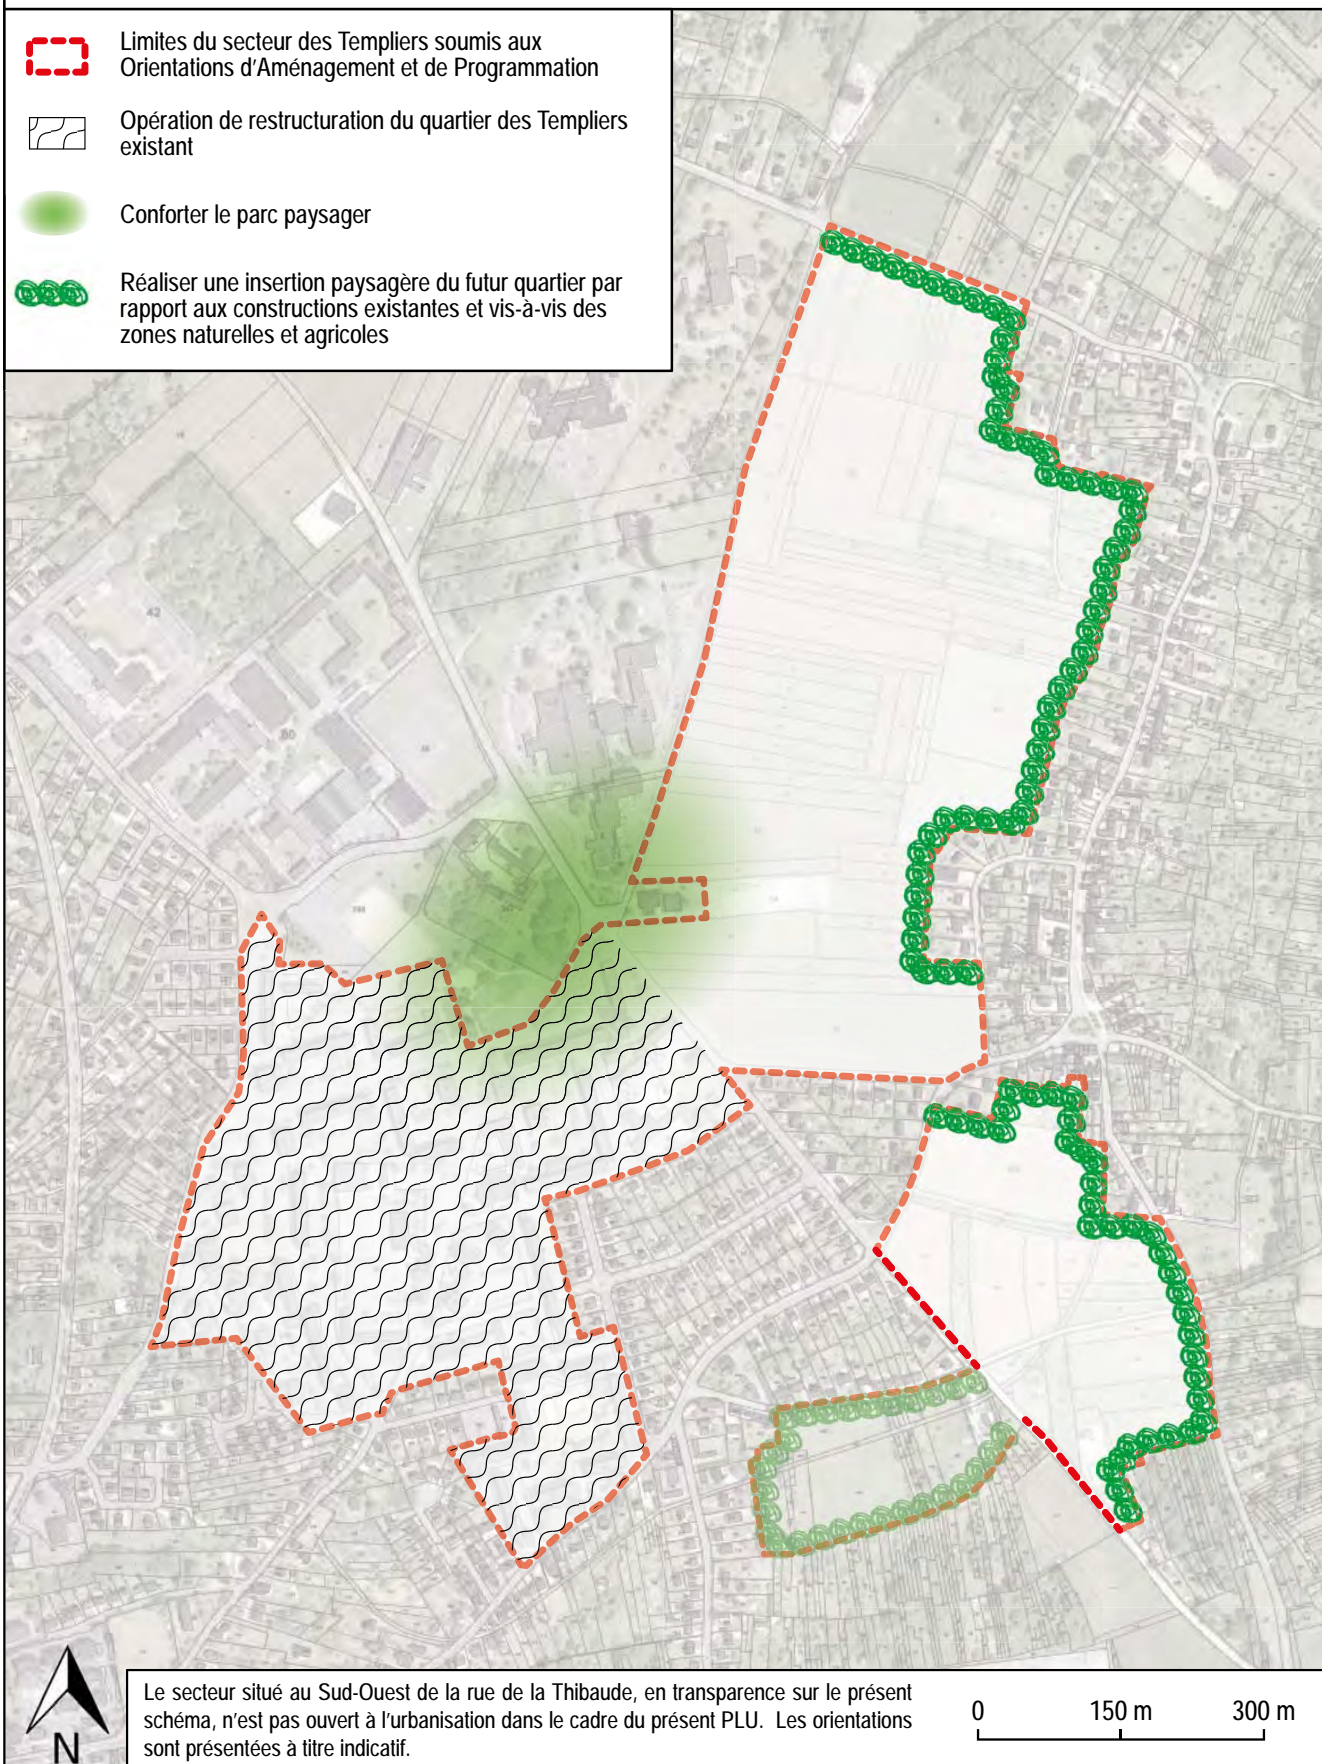 Limites du secteur des Templiers soumis aux
Orientations d'Aménagement et de Programmation
Opération de restructuration du quartier des Templiers
existant
Conforter le parc paysager
Réaliser une insertion paysagère du futur quartier par
rapport aux constructions existantes et vis-à-vis des
zones naturelles et agricoles
42
80
N
Le secteur situé au Sud-Ouest de la rue de la Thibaude, en transparence sur le présent
schéma, n'est pas ouvert à l'urbanisation dans le cadre du présent PLU. Les orientations
sont présentées à titre indicatif.
0 150 m 300 m